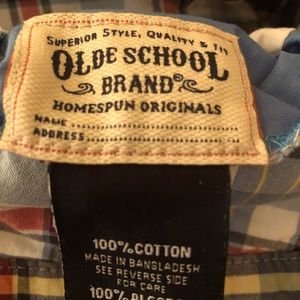 SUPERIOR STYLE, QUALITY & FIT
OLDE SCHOOL
BRAND®
HOMESPUN ORIGINALS
NAME
ADDRESS
100% COTTON
MADE IN BANGLADESH
SEE REVERSE SIDE
FOR CARE
100%